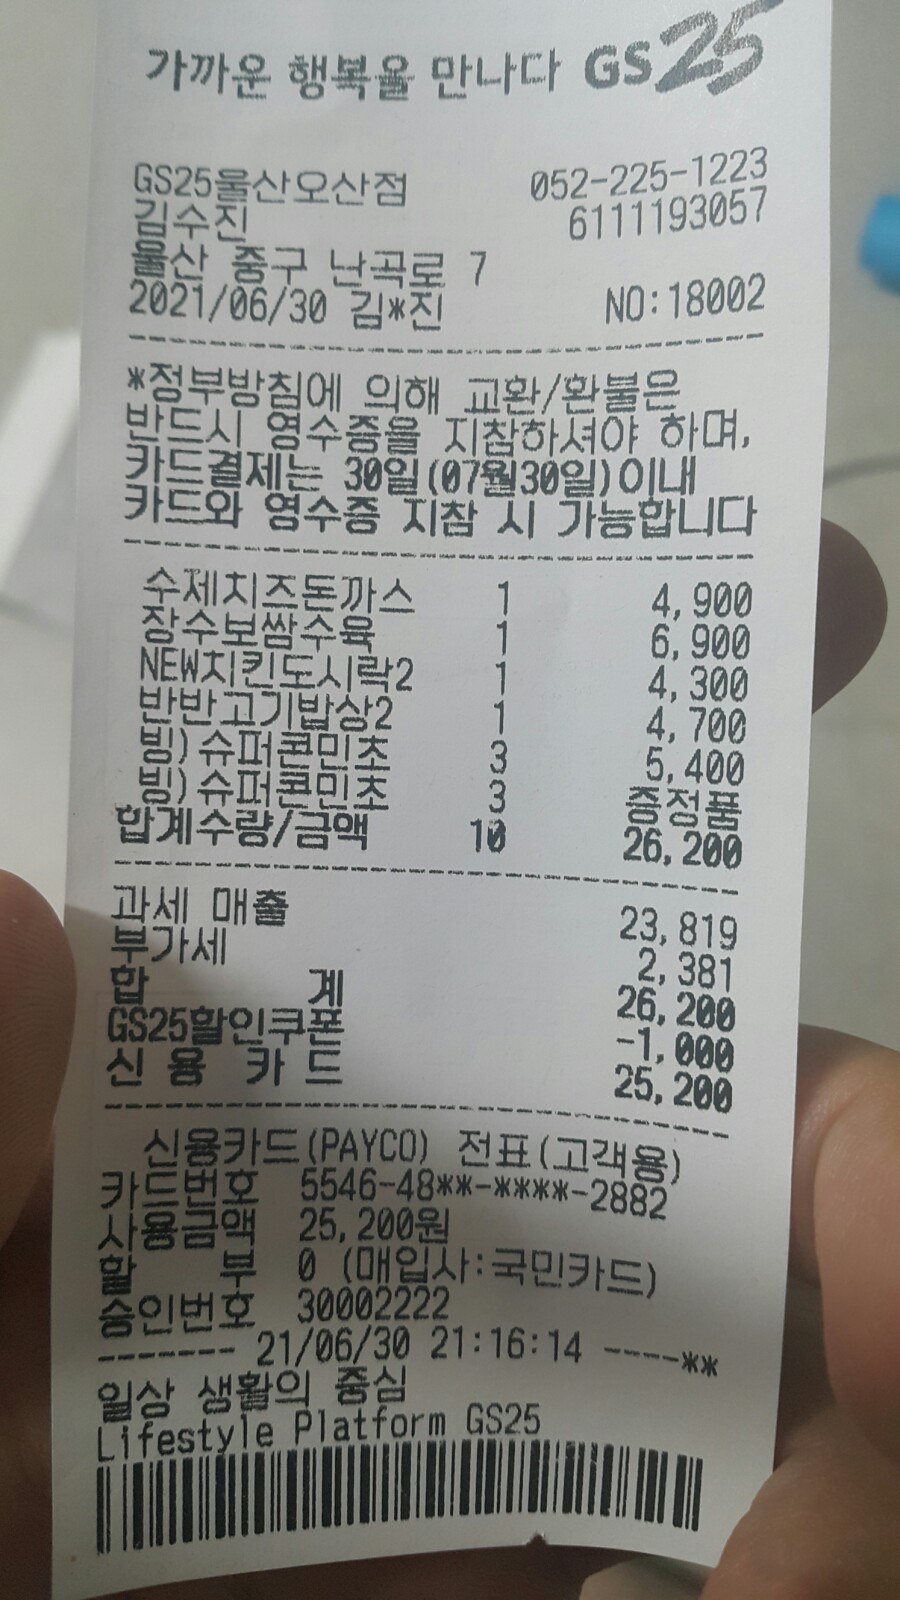 가까운 행복을 만나다 GS25
GS25울산오산점 052-225-1223
김수진 6111193057
울산 중구 난곡로 7
2021/06/30 김*진 NO:18002
*정부방침에 의해 교환/환불은
반드시 영수증을 지참하셔야 하며,
카드결제는 30일(07월30일)이내
카드와 영수증 지참 시 가능합니다
수제치즈돈까스 1 4,900
장수보쌈수육 1 6,900
NEW치킨도시락2 1 4,300
반반고기밥상2 1 4,700
빙)슈퍼콘민초 3 5,400
빙)슈퍼콘민초 3 증정품
합계수량/금액 10 26,200
과세 매출 23,819
부가세 2,381
합 계 26,200
GS25할인쿠폰 -1,000
신 용 카 드 25,200
신용카드(PAYCO) 전표(고객용)
카드번호 5546-48**-****-2882
사용금액 25,200원
할 부 0 (매입사:국민카드)
승인번호 30002222
------- 21/06/30 21:16:14 ----**
일상 생활의 중심
Lifestyle Platform GS25